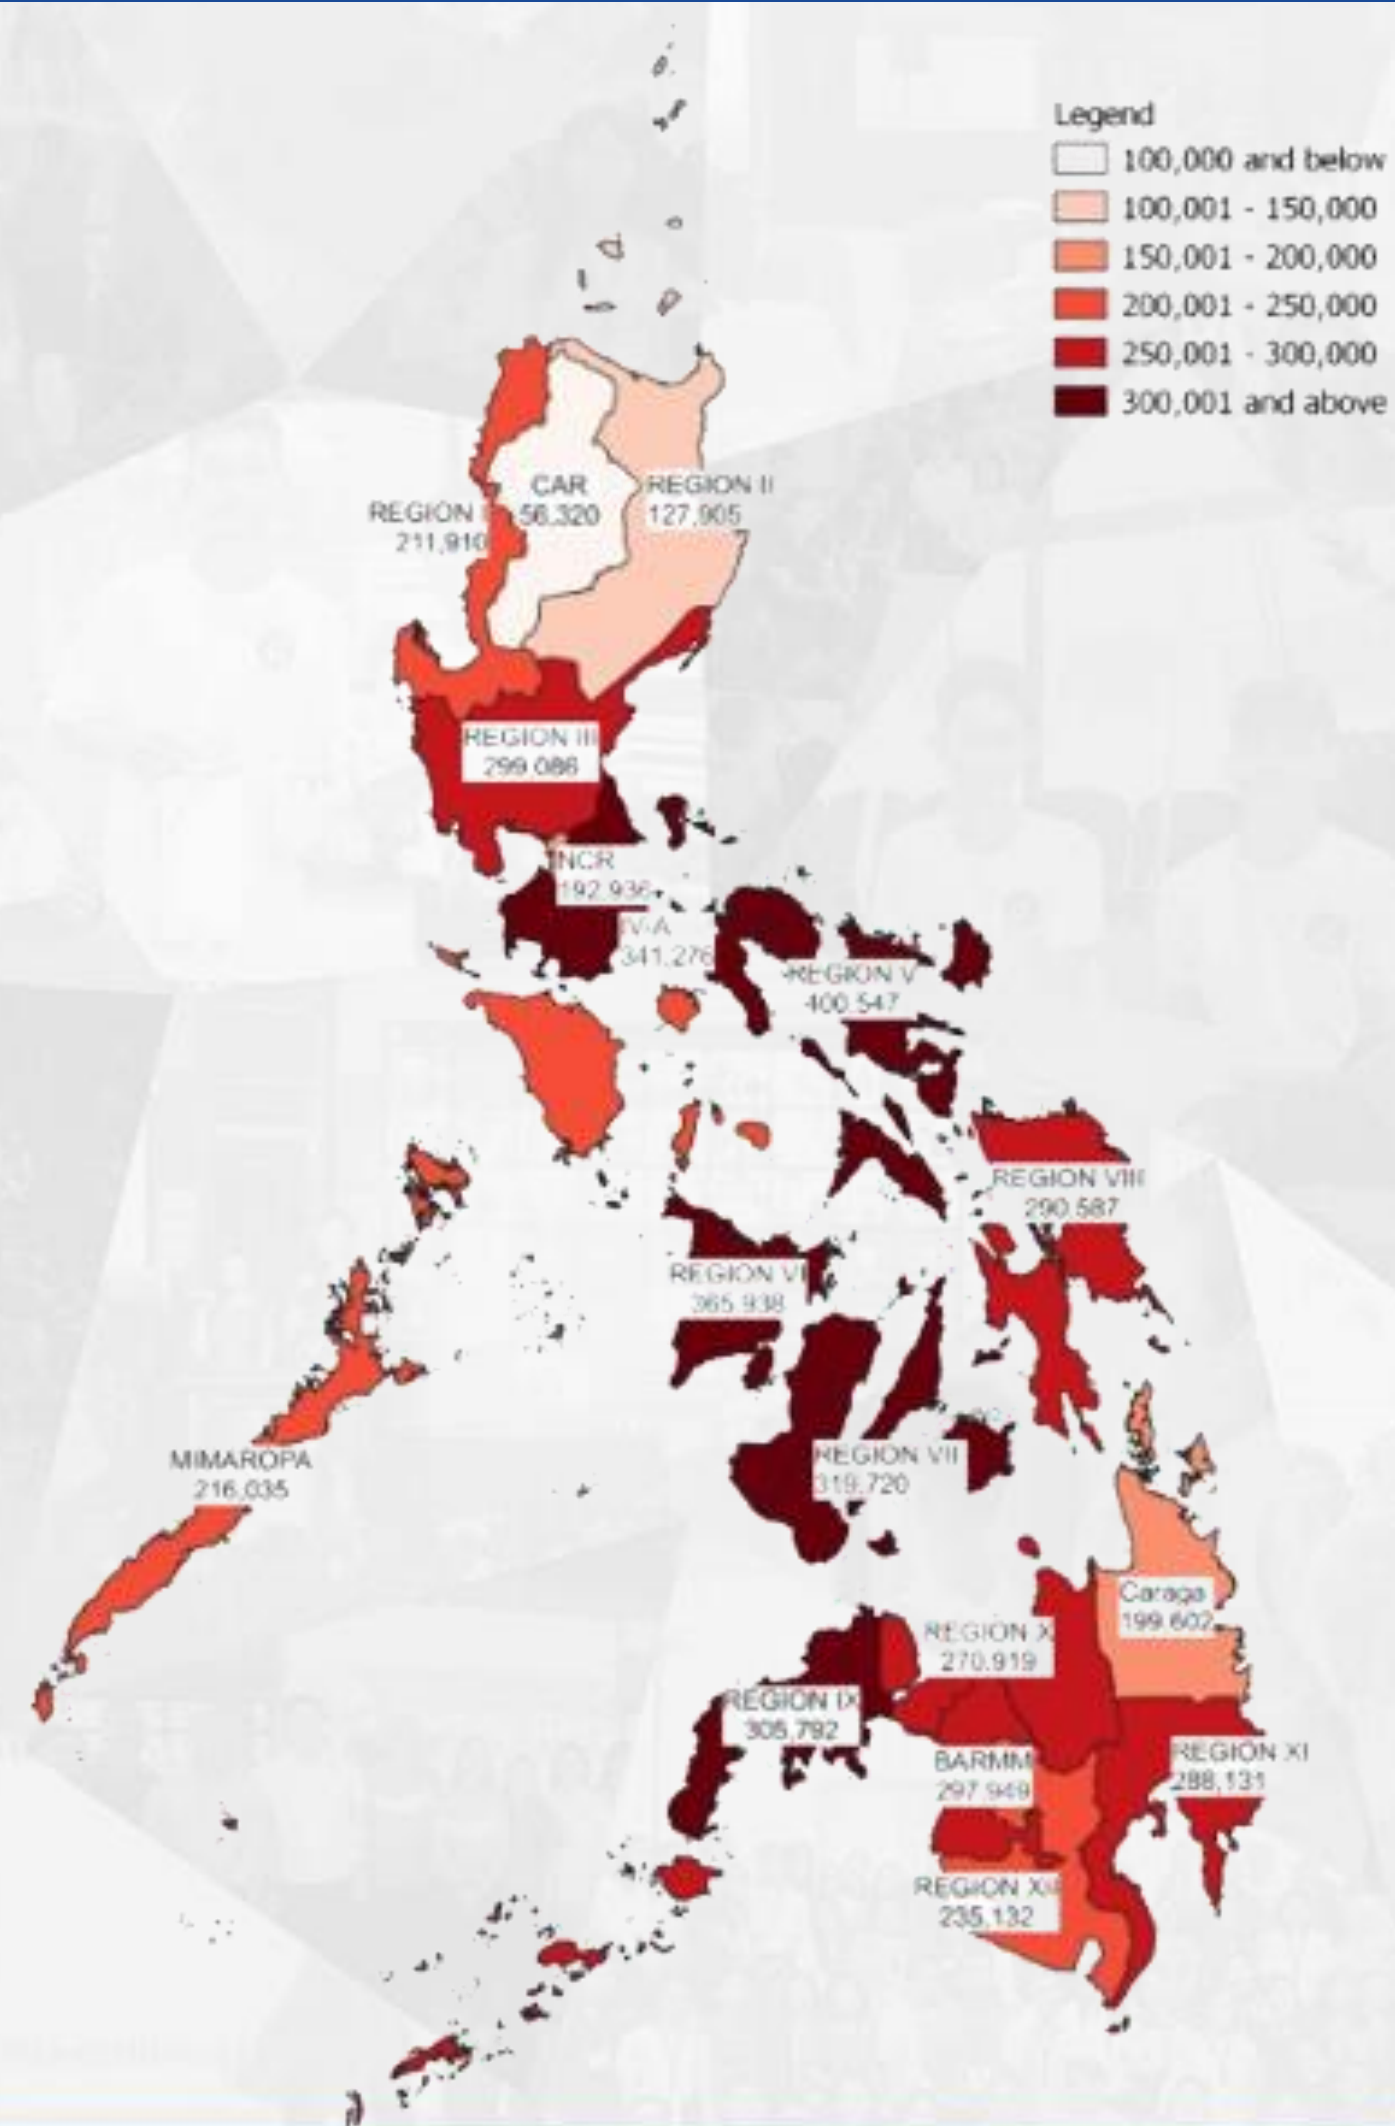 Legend
100,000 and below
100,001 - 150,000
150,001 - 200,000
200,001 - 250,000
250,001 - 300,000
300,001 and above
CAR
56,320
REGION II
127,905
REGION I
211,910
REGION III
299,086
NCR
192,936
IV-A
341,276
REGION V
400,547
REGION VIII
290,587
REGION VI
365,938
MIMAROPA
216,035
REGION VII
319,720
Caraga
199,602
REGION X
270,919
REGION IX
305,792
BARMM
297,949
REGION XI
288,131
REGION XII
235,132